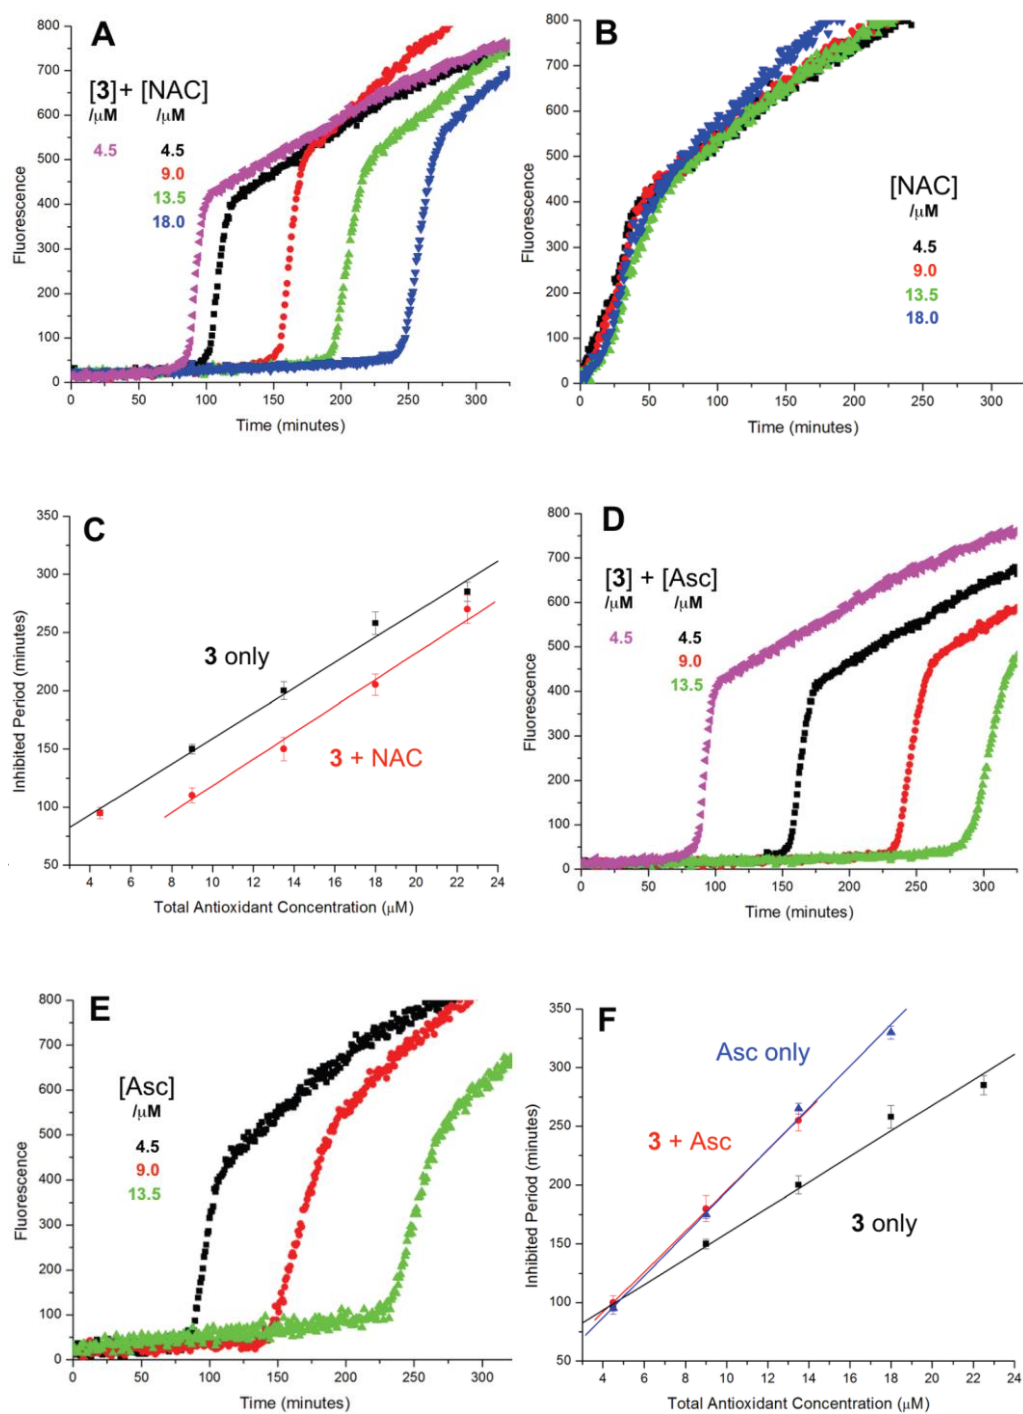 A
[3]+ [NAC]
/µM /µM
4.5 4.5
9.0
13.5
18.0
800
700
600
500
400
300
200
100
0
Fluorescence
0 50 100 150 200 250 300
Time (minutes)
B
[NAC]
/µM
4.5
9.0
13.5
18.0
800
700
600
500
400
300
200
100
0
Fluorescence
0 50 100 150 200 250 300
Time (minutes)
C
3 only
3 + NAC
350
300
250
200
150
100
50
Inhibited Period (minutes)
4 6 8 10 12 14 16 18 20 22 24
Total Antioxidant Concentration (µM)
D
[3] + [Asc]
/µM /µM
4.5 4.5
9.0
13.5
800
700
600
500
400
300
200
100
0
Fluorescence
0 50 100 150 200 250 300
Time (minutes)
E
[Asc]
/µM
4.5
9.0
13.5
800
700
600
500
400
300
200
100
0
Fluorescence
0 50 100 150 200 250 300
Time (minutes)
F
Asc only
3 + Asc
3 only
350
300
250
200
150
100
50
Inhibited Period (minutes)
4 6 8 10 12 14 16 18 20 22 24
Total Antioxidant Concentration (µM)